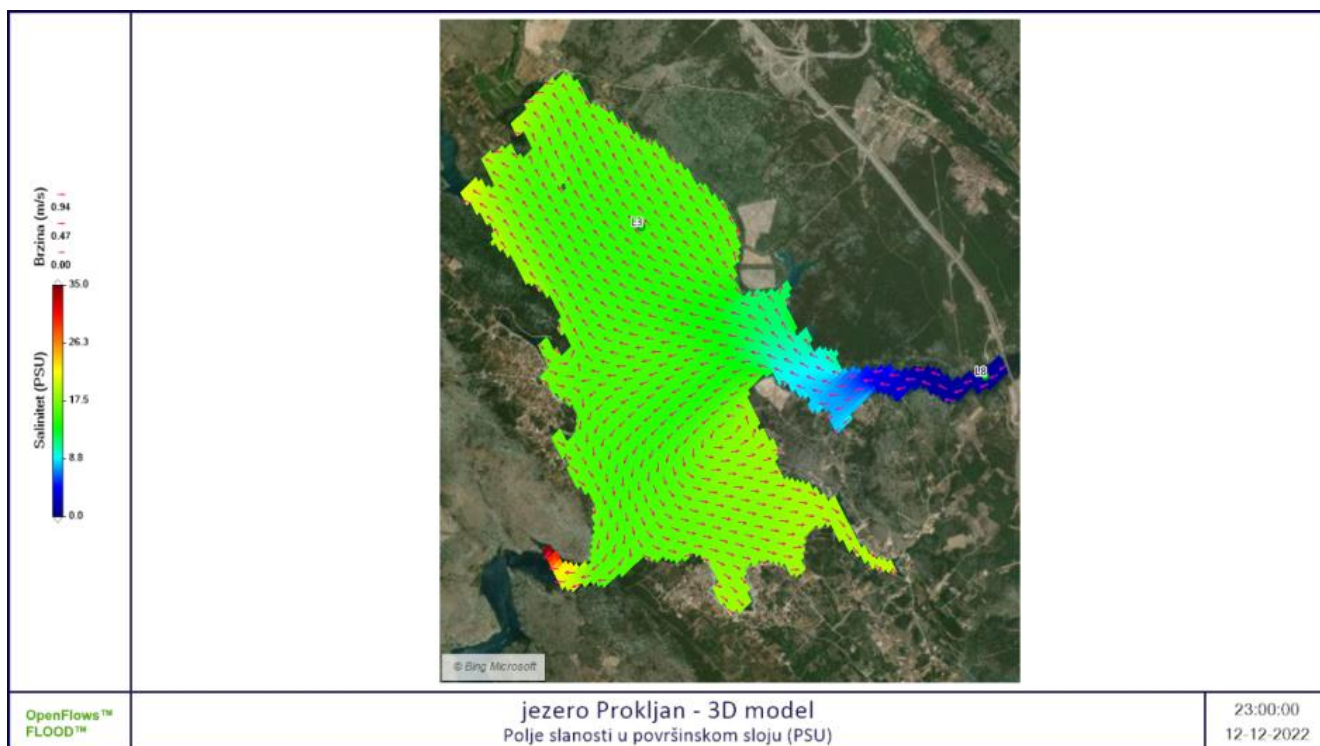 Brzina (m/s)
0.94
0.47
0.00
Salinitet (PSU)
35.0
26.3
17.5
8.8
0.0
L3
L8
© Bing Microsoft
OpenFlows™
FLOOD™
jezero Prokljan - 3D model
Polje slanosti u površinskom sloju (PSU)
23:00:00
12-12-2022